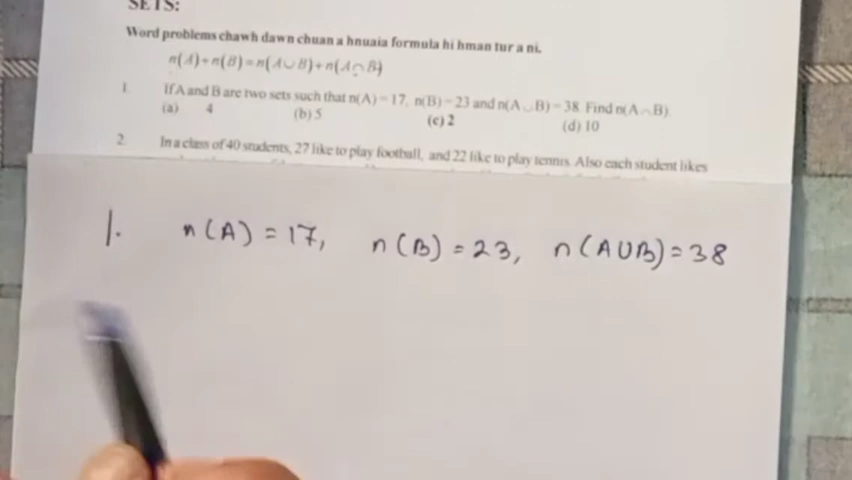 SETS:
Word problems chawh dawn chuan a hnuaia formula hi hman tur a ni.
n(A)+n(B)=n(A∪B)+n(A∩B)
1. If A and B are two sets such that n(A)=17, n(B)=23 and n(A∪B)=38. Find n(A∩B)
(a) 4 (b) 5 (c) 2 (d) 10
2. In a class of 40 students, 27 like to play football, and 22 like to play tennis. Also each student likes
1. n(A) = 17, n(B) = 23, n(A∪B) = 38